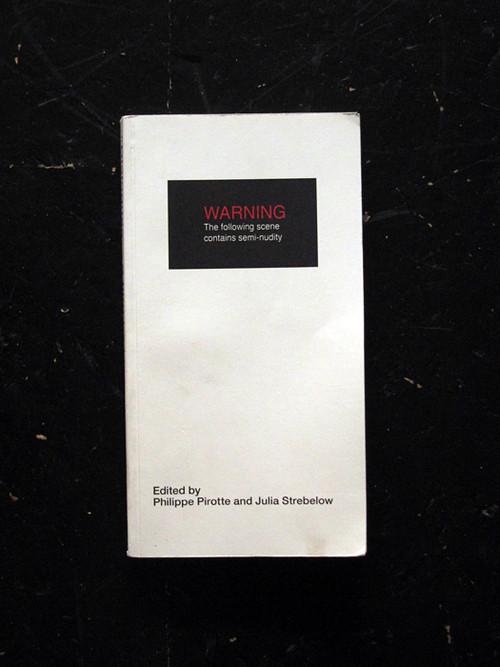 WARNING
The following scene
contains semi-nudity
Edited by
Philippe Pirotte and Julia Strebelow